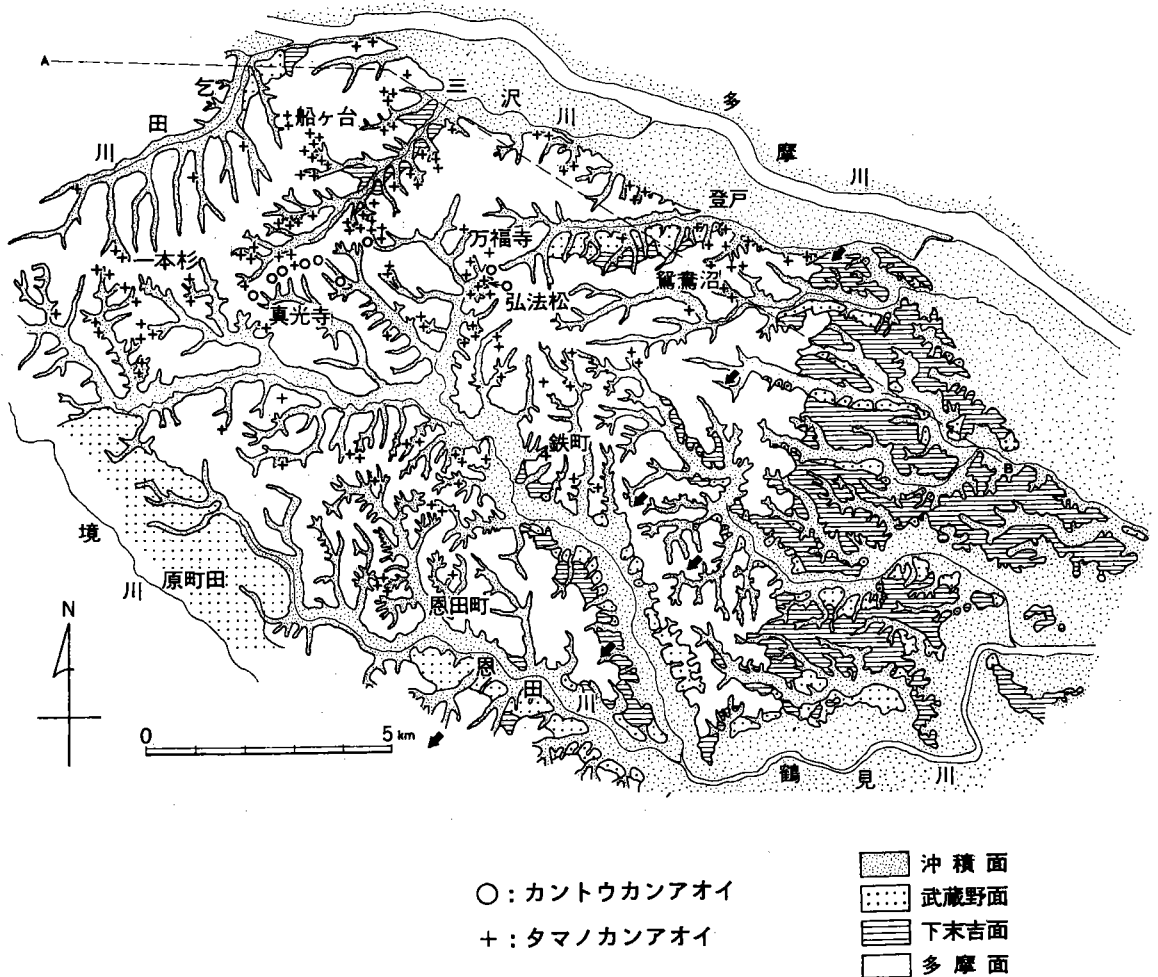 A
乞
田
川
船ヶ台
三
沢
川
多
摩
川
登戸
一本杉
真光寺
万福寺
弘法松
鴛鴦沼
鉄町
B
境
川
原町田
恩田町
恩
田
川
鶴
見
川
N
0 5 km
○:カントウカンアオイ
+:タマノカンアオイ
沖積面
武蔵野面
下末吉面
多摩面